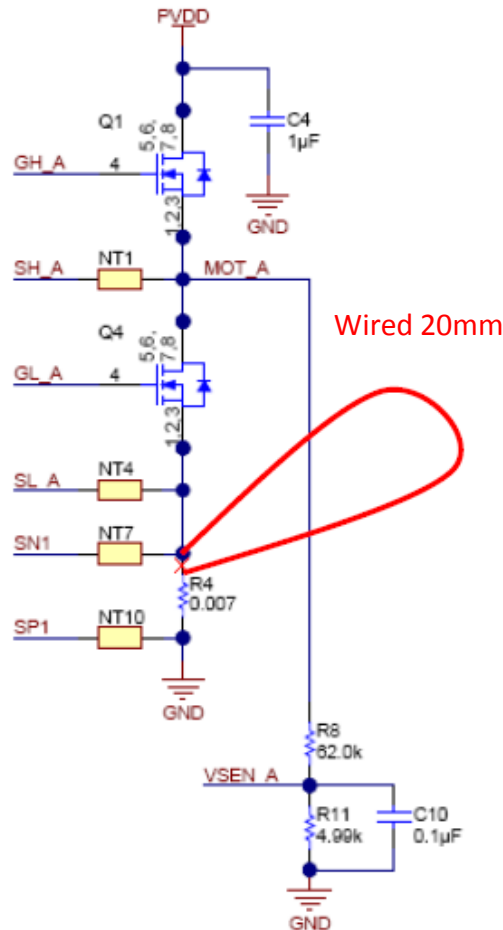 PVDD
C4
1µF
GND
Q1
5,6,
7,8
GH_A
4
1,2,3
SH_A
NT1
MOT_A
Wired 20mm
Q4
5,6,
7,8
GL_A
4
1,2,3
SL_A
NT4
SN1
NT7
R4
0.007
SP1
NT10
GND
R8
62.0k
VSEN_A
R11
4.99k
C10
0.1µF
GND